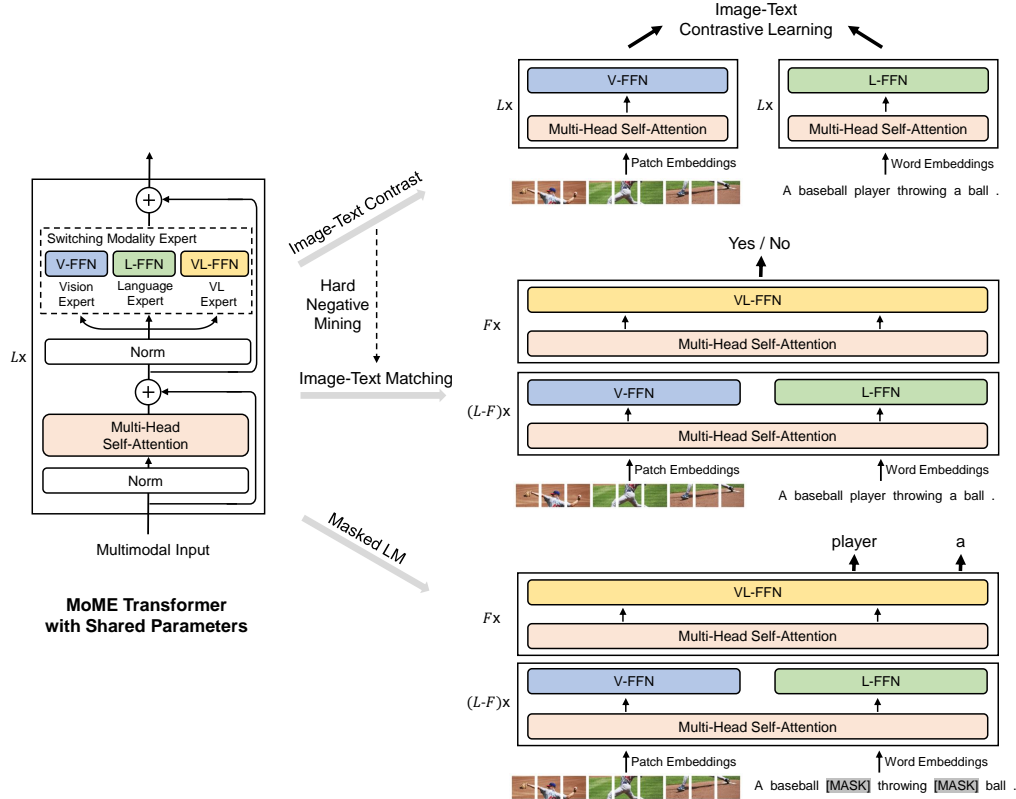 Image-Text
Contrastive Learning
V-FFN
L-FFN
Lx
Lx
Multi-Head Self-Attention
Multi-Head Self-Attention
Patch Embeddings
Word Embeddings
A baseball player throwing a ball .
Switching Modality Expert
V-FFN
L-FFN
VL-FFN
Vision
Expert
Language
Expert
VL
Expert
Lx
Norm
Multi-Head
Self-Attention
Norm
Multimodal Input
MoME Transformer
with Shared Parameters
Image-Text Contrast
Hard
Negative
Mining
Image-Text Matching
Masked LM
Yes / No
VL-FFN
Fx
Multi-Head Self-Attention
V-FFN
L-FFN
(L-F)x
Multi-Head Self-Attention
Patch Embeddings
Word Embeddings
A baseball player throwing a ball .
player
a
VL-FFN
Fx
Multi-Head Self-Attention
V-FFN
L-FFN
(L-F)x
Multi-Head Self-Attention
Patch Embeddings
Word Embeddings
A baseball [MASK] throwing [MASK] ball .